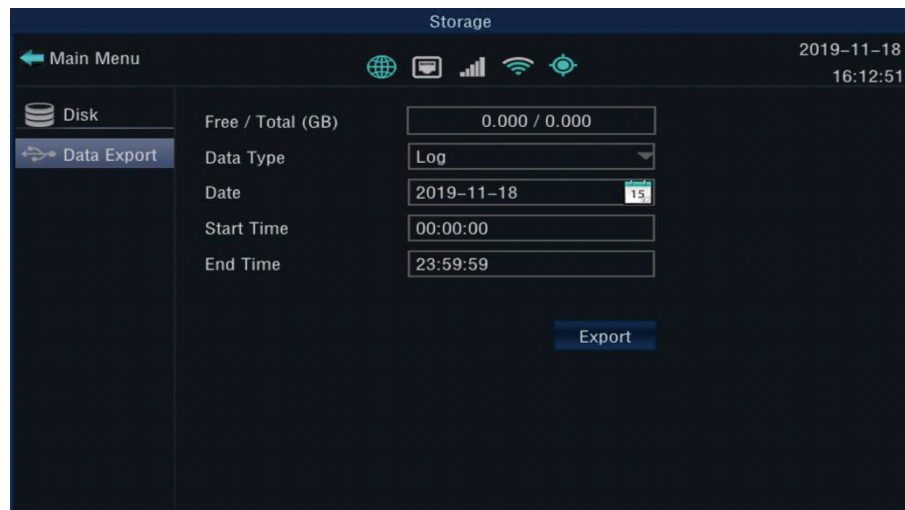 Storage
Main Menu
2019-11-18
16:12:51
Disk
Data Export
Free / Total (GB)
0.000 / 0.000
Data Type
Log
Date
2019-11-18
15
Start Time
00:00:00
End Time
23:59:59
Export